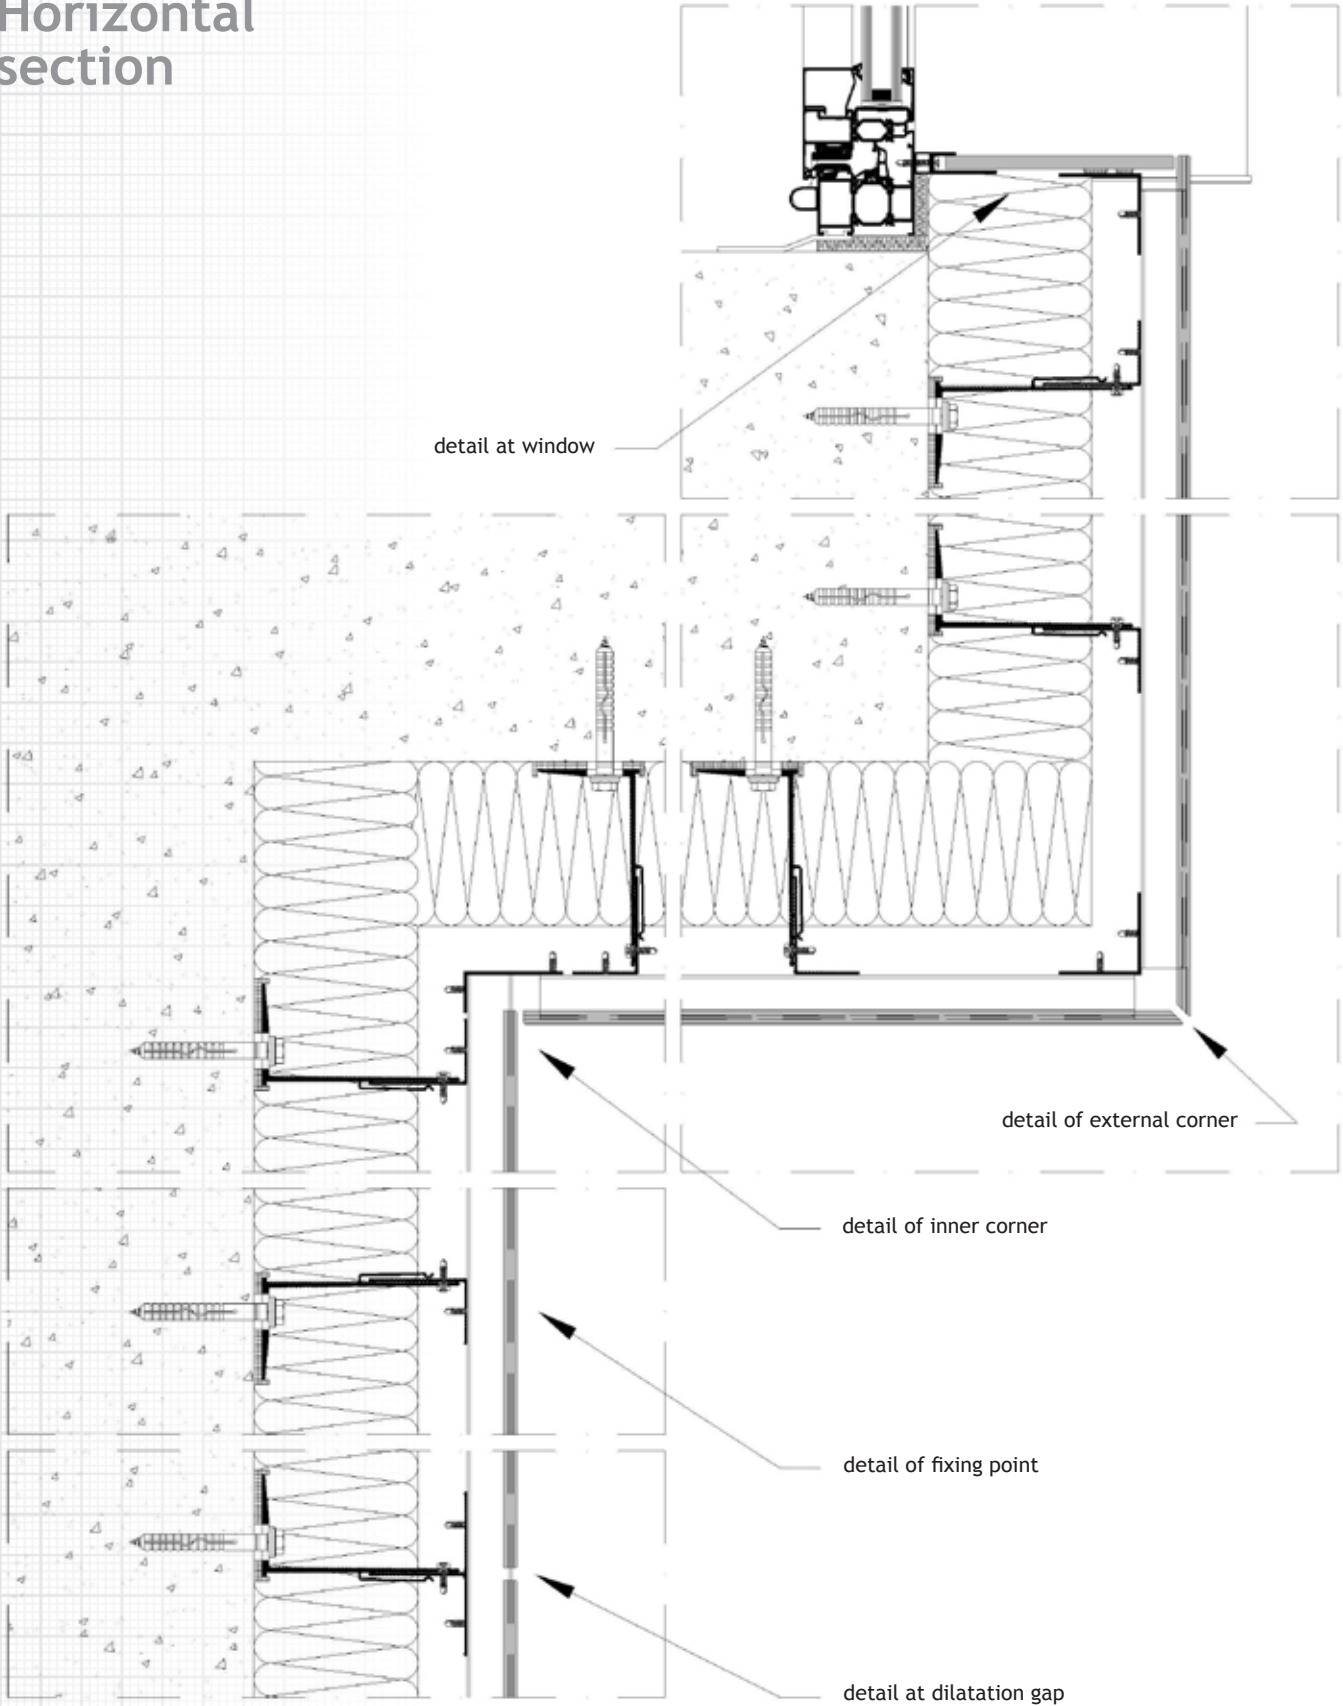 Horizontal
section
detail at window
detail of external corner
detail of inner corner
detail of fixing point
detail at dilatation gap